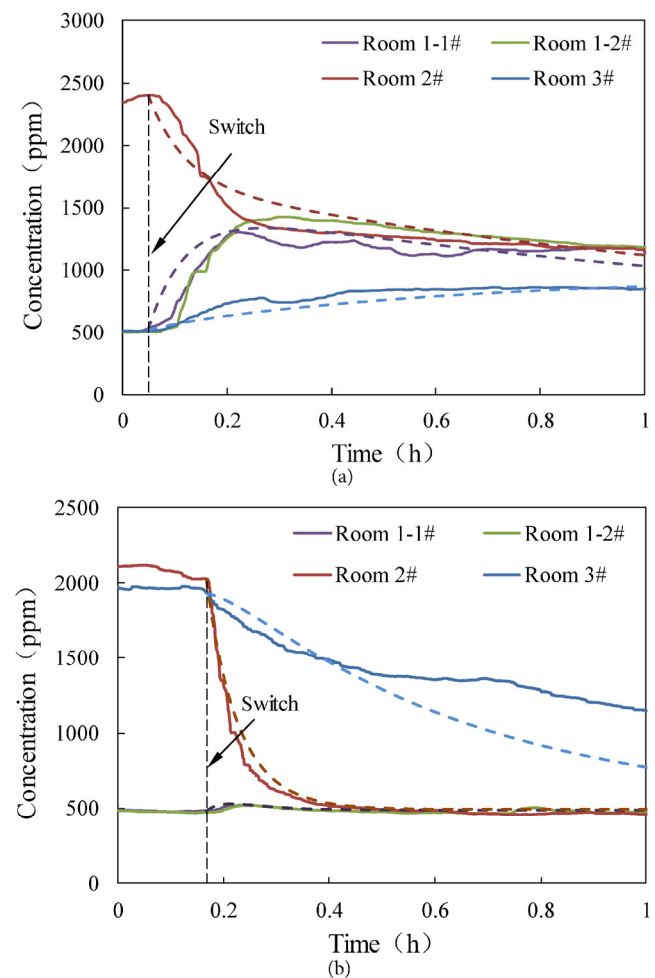 3000
2500
2000
1500
1000
500
0
Concentration（ppm）
Room 1-1#
Room 1-2#
Room 2#
Room 3#
Switch
0
0.2
0.4
0.6
0.8
1
Time（h）
(a)
2500
2000
1500
1000
500
0
Concentration（ppm）
Room 1-1#
Room 1-2#
Room 2#
Room 3#
Switch
0
0.2
0.4
0.6
0.8
1
Time（h）
(b)